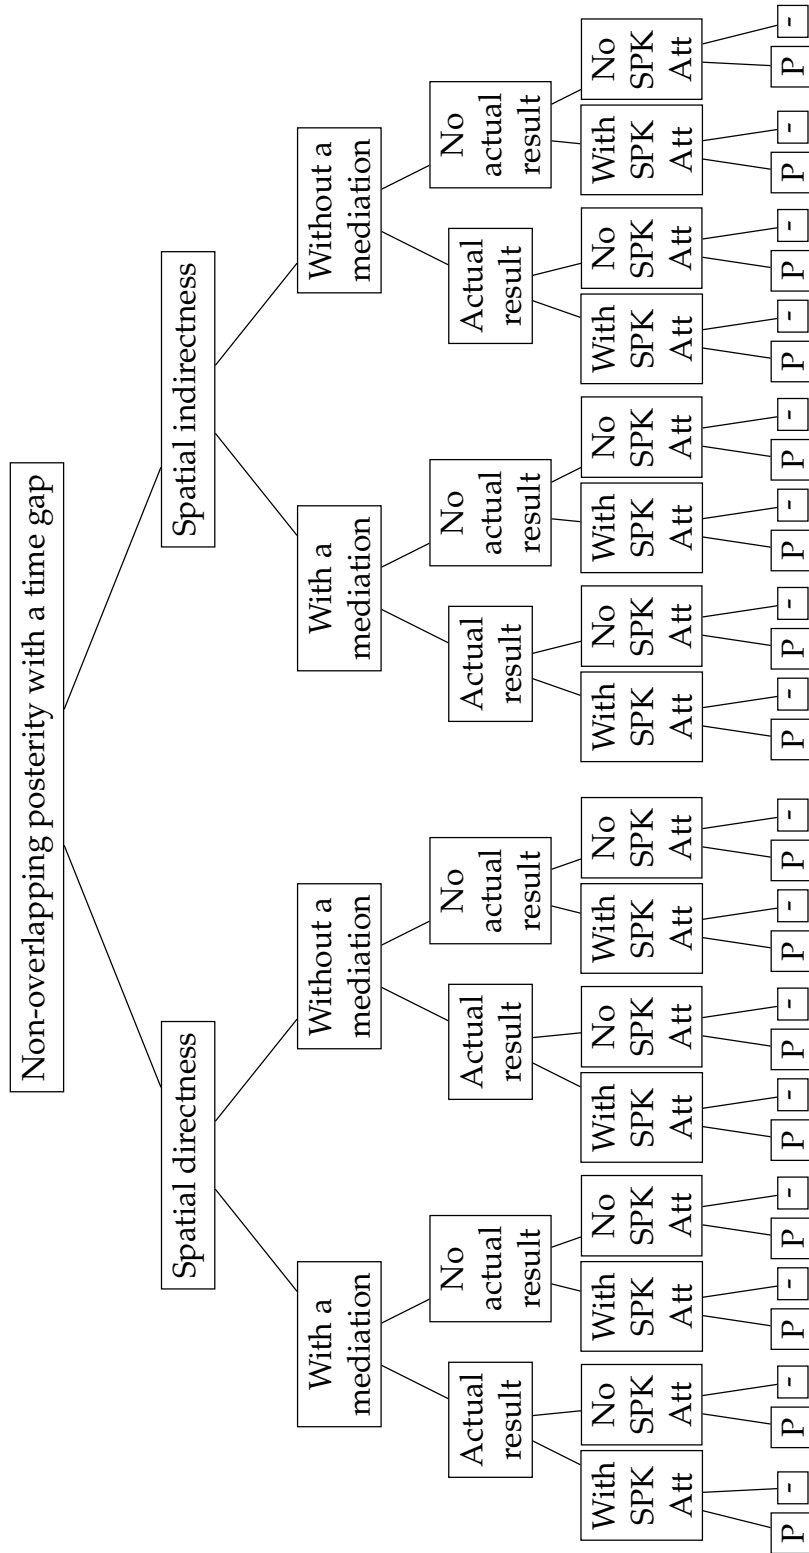 Non-overlapping posterity with a time gap
Spatial directness
Spatial indirectness
With a
mediation
Without a
mediation
With a
mediation
Without a
mediation
Actual
result
No
actual
result
Actual
result
No
actual
result
Actual
result
No
actual
result
Actual
result
No
actual
result
With
SPK
Att
No
SPK
Att
With
SPK
Att
No
SPK
Att
With
SPK
Att
No
SPK
Att
With
SPK
Att
No
SPK
Att
With
SPK
Att
No
SPK
Att
With
SPK
Att
No
SPK
Att
With
SPK
Att
No
SPK
Att
With
SPK
Att
No
SPK
Att
P - P - P - P - P - P - P - P - P - P - P - P - P - P - P - P -